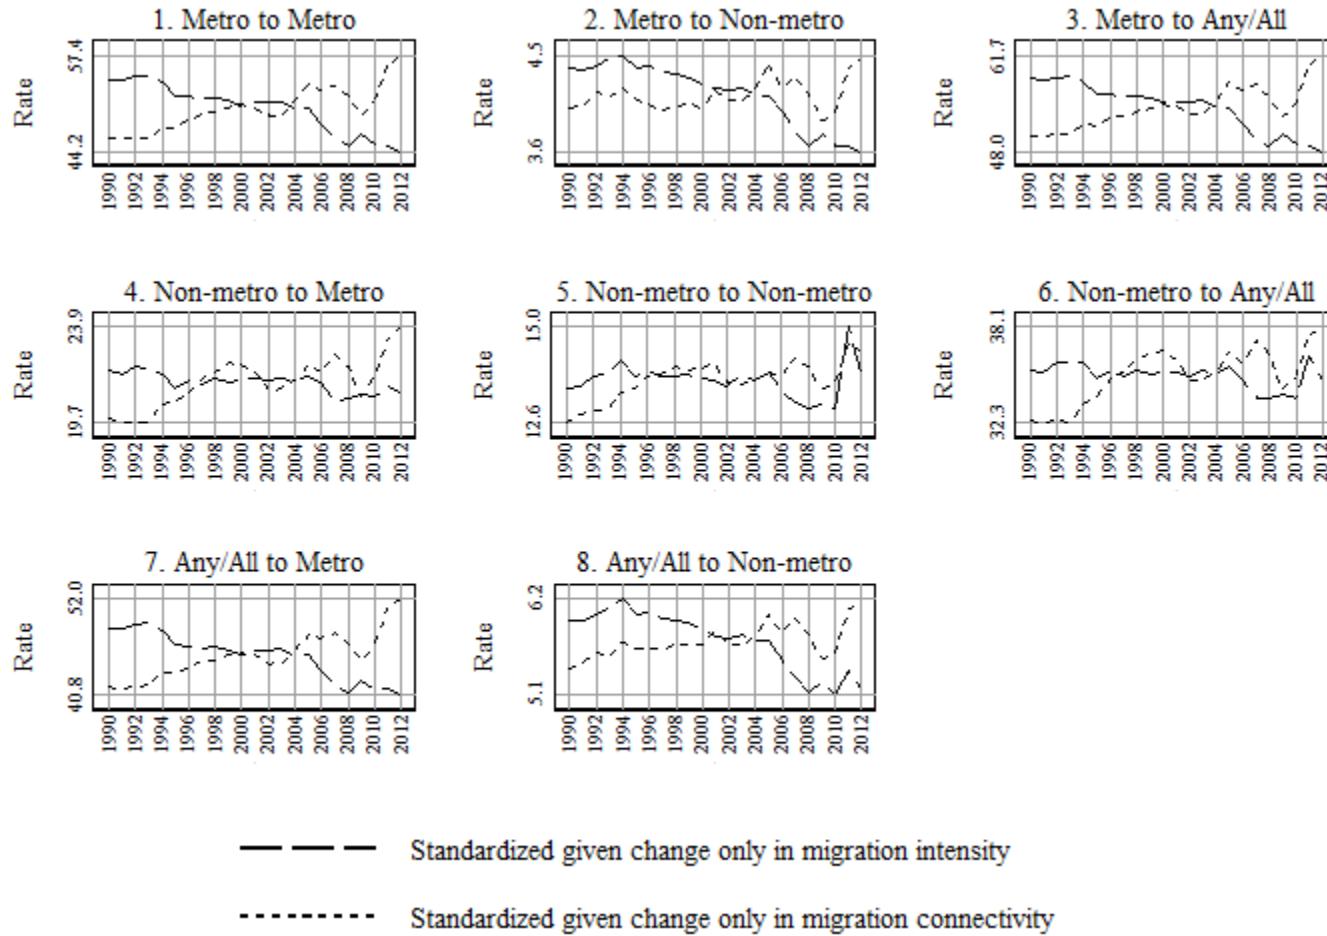 1. Metro to Metro
2. Metro to Non-metro
3. Metro to Any/All
Rate
57.4
44.2
1990 1992 1994 1996 1998 2000 2002 2004 2006 2008 2010 2012
Rate
4.5
3.6
1990 1992 1994 1996 1998 2000 2002 2004 2006 2008 2010 2012
Rate
61.7
48.0
1990 1992 1994 1996 1998 2000 2002 2004 2006 2008 2010 2012
4. Non-metro to Metro
5. Non-metro to Non-metro
6. Non-metro to Any/All
Rate
23.9
19.7
1990 1992 1994 1996 1998 2000 2002 2004 2006 2008 2010 2012
Rate
15.0
12.6
1990 1992 1994 1996 1998 2000 2002 2004 2006 2008 2010 2012
Rate
38.1
32.3
1990 1992 1994 1996 1998 2000 2002 2004 2006 2008 2010 2012
7. Any/All to Metro
8. Any/All to Non-metro
Rate
52.0
40.8
1990 1992 1994 1996 1998 2000 2002 2004 2006 2008 2010 2012
Rate
6.2
5.1
1990 1992 1994 1996 1998 2000 2002 2004 2006 2008 2010 2012
Standardized given change only in migration intensity
Standardized given change only in migration connectivity